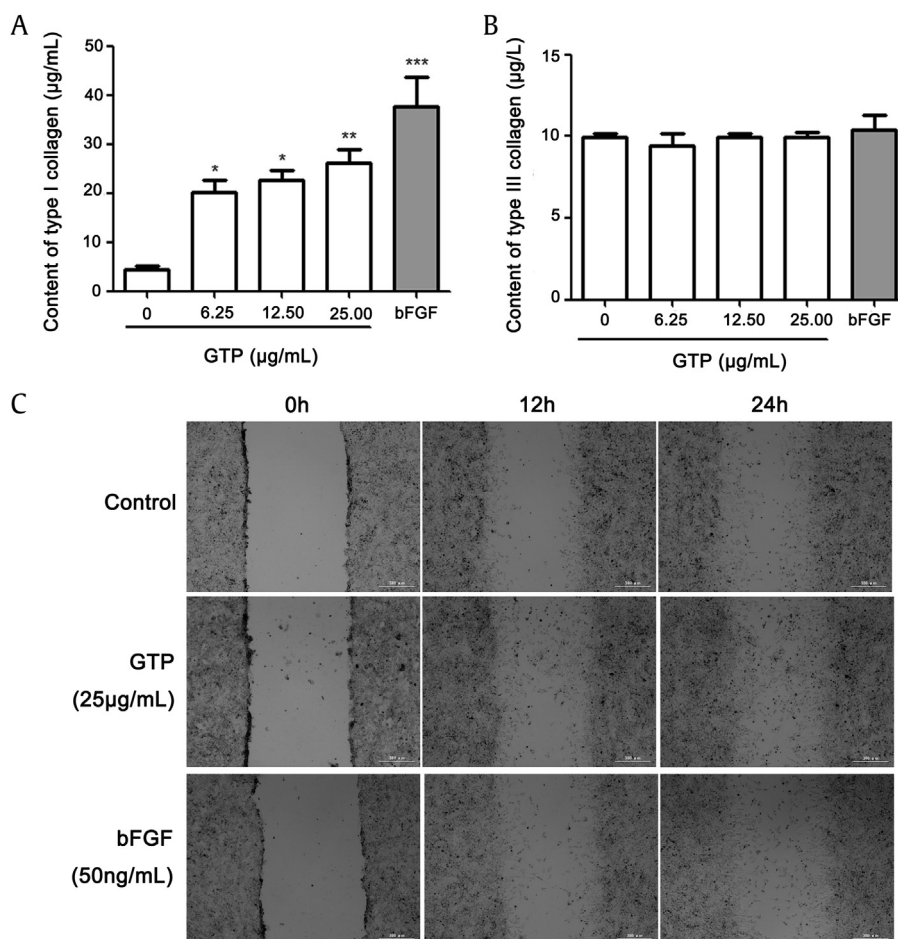 A
Content of type I collagen (µg/mL)
50
40
30
20
10
0
*
*
**
***
0 6.25 12.50 25.00 bFGF
GTP (µg/mL)
B
Content of type III collagen (µg/L)
15
10
5
0
0 6.25 12.50 25.00 bFGF
GTP (µg/mL)
C
0h 12h 24h
Control
GTP
(25µg/mL)
bFGF
(50ng/mL)